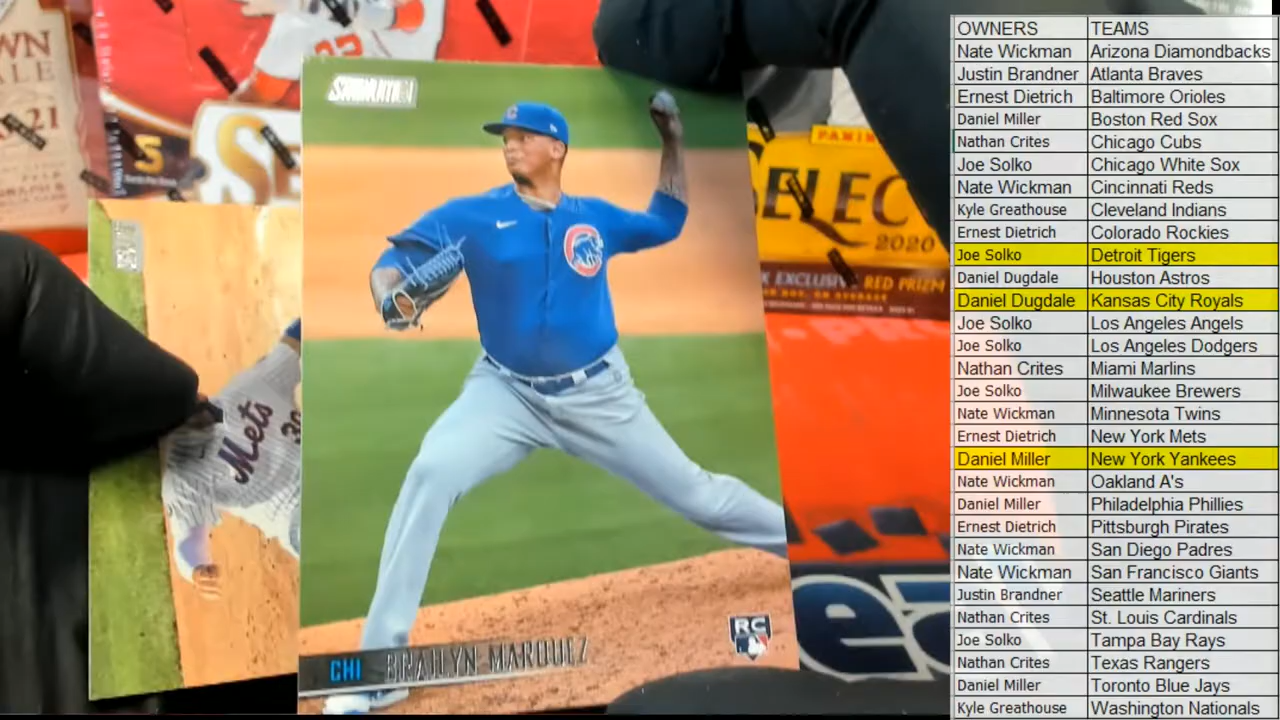 WN
ALE
21
5
STADIUM CLUB
Mets
PANINI
SELEC
2020
EXCLUSIVE RED PRIZM
CHI BRAILYN MARQUEZ
RC
OWNERS TEAMS
Nate Wickman Arizona Diamondbacks
Justin Brandner Atlanta Braves
Ernest Dietrich Baltimore Orioles
Daniel Miller Boston Red Sox
Nathan Crites Chicago Cubs
Joe Solko Chicago White Sox
Nate Wickman Cincinnati Reds
Kyle Greathouse Cleveland Indians
Ernest Dietrich Colorado Rockies
Joe Solko Detroit Tigers
Daniel Dugdale Houston Astros
Daniel Dugdale Kansas City Royals
Joe Solko Los Angeles Angels
Joe Solko Los Angeles Dodgers
Nathan Crites Miami Marlins
Joe Solko Milwaukee Brewers
Nate Wickman Minnesota Twins
Ernest Dietrich New York Mets
Daniel Miller New York Yankees
Nate Wickman Oakland A's
Daniel Miller Philadelphia Phillies
Ernest Dietrich Pittsburgh Pirates
Nate Wickman San Diego Padres
Nate Wickman San Francisco Giants
Justin Brandner Seattle Mariners
Nathan Crites St. Louis Cardinals
Joe Solko Tampa Bay Rays
Nathan Crites Texas Rangers
Daniel Miller Toronto Blue Jays
Kyle Greathouse Washington Nationals